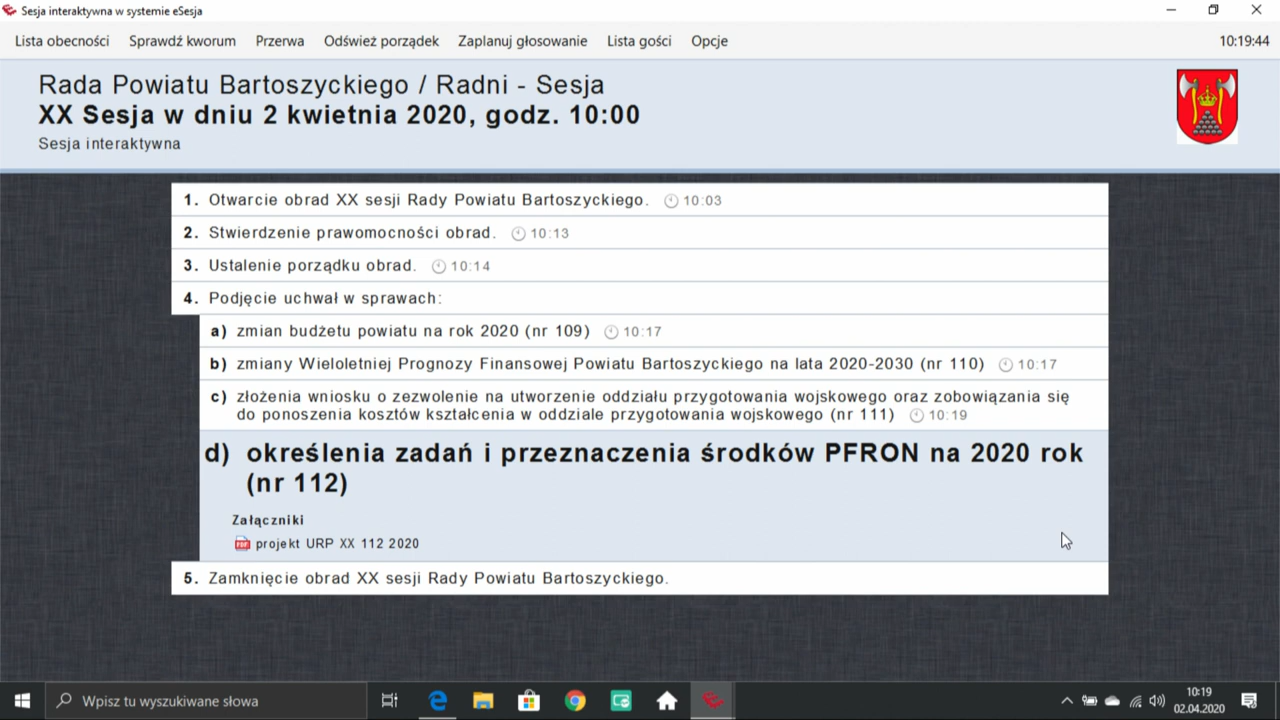 Sesja interaktywna w systemie eSesja
Lista obecności Sprawdź kworum Przerwa Odśwież porządek Zaplanuj głosowanie Lista gości Opcje 10:19:44
Rada Powiatu Bartoszyckiego / Radni - Sesja
XX Sesja w dniu 2 kwietnia 2020, godz. 10:00
Sesja interaktywna
1. Otwarcie obrad XX sesji Rady Powiatu Bartoszyckiego. 10:03
2. Stwierdzenie prawomocności obrad. 10:13
3. Ustalenie porządku obrad. 10:14
4. Podjęcie uchwał w sprawach:
a) zmian budżetu powiatu na rok 2020 (nr 109) 10:17
b) zmiany Wieloletniej Prognozy Finansowej Powiatu Bartoszyckiego na lata 2020-2030 (nr 110) 10:17
c) złożenia wniosku o zezwolenie na utworzenie oddziału przygotowania wojskowego oraz zobowiązania się
do ponoszenia kosztów kształcenia w oddziale przygotowania wojskowego (nr 111) 10:19
d) określenia zadań i przeznaczenia środków PFRON na 2020 rok
(nr 112)
Załączniki
PDF projekt URP XX 112 2020
5. Zamknięcie obrad XX sesji Rady Powiatu Bartoszyckiego.
Wpisz tu wyszukiwane słowa
10:19
02.04.2020